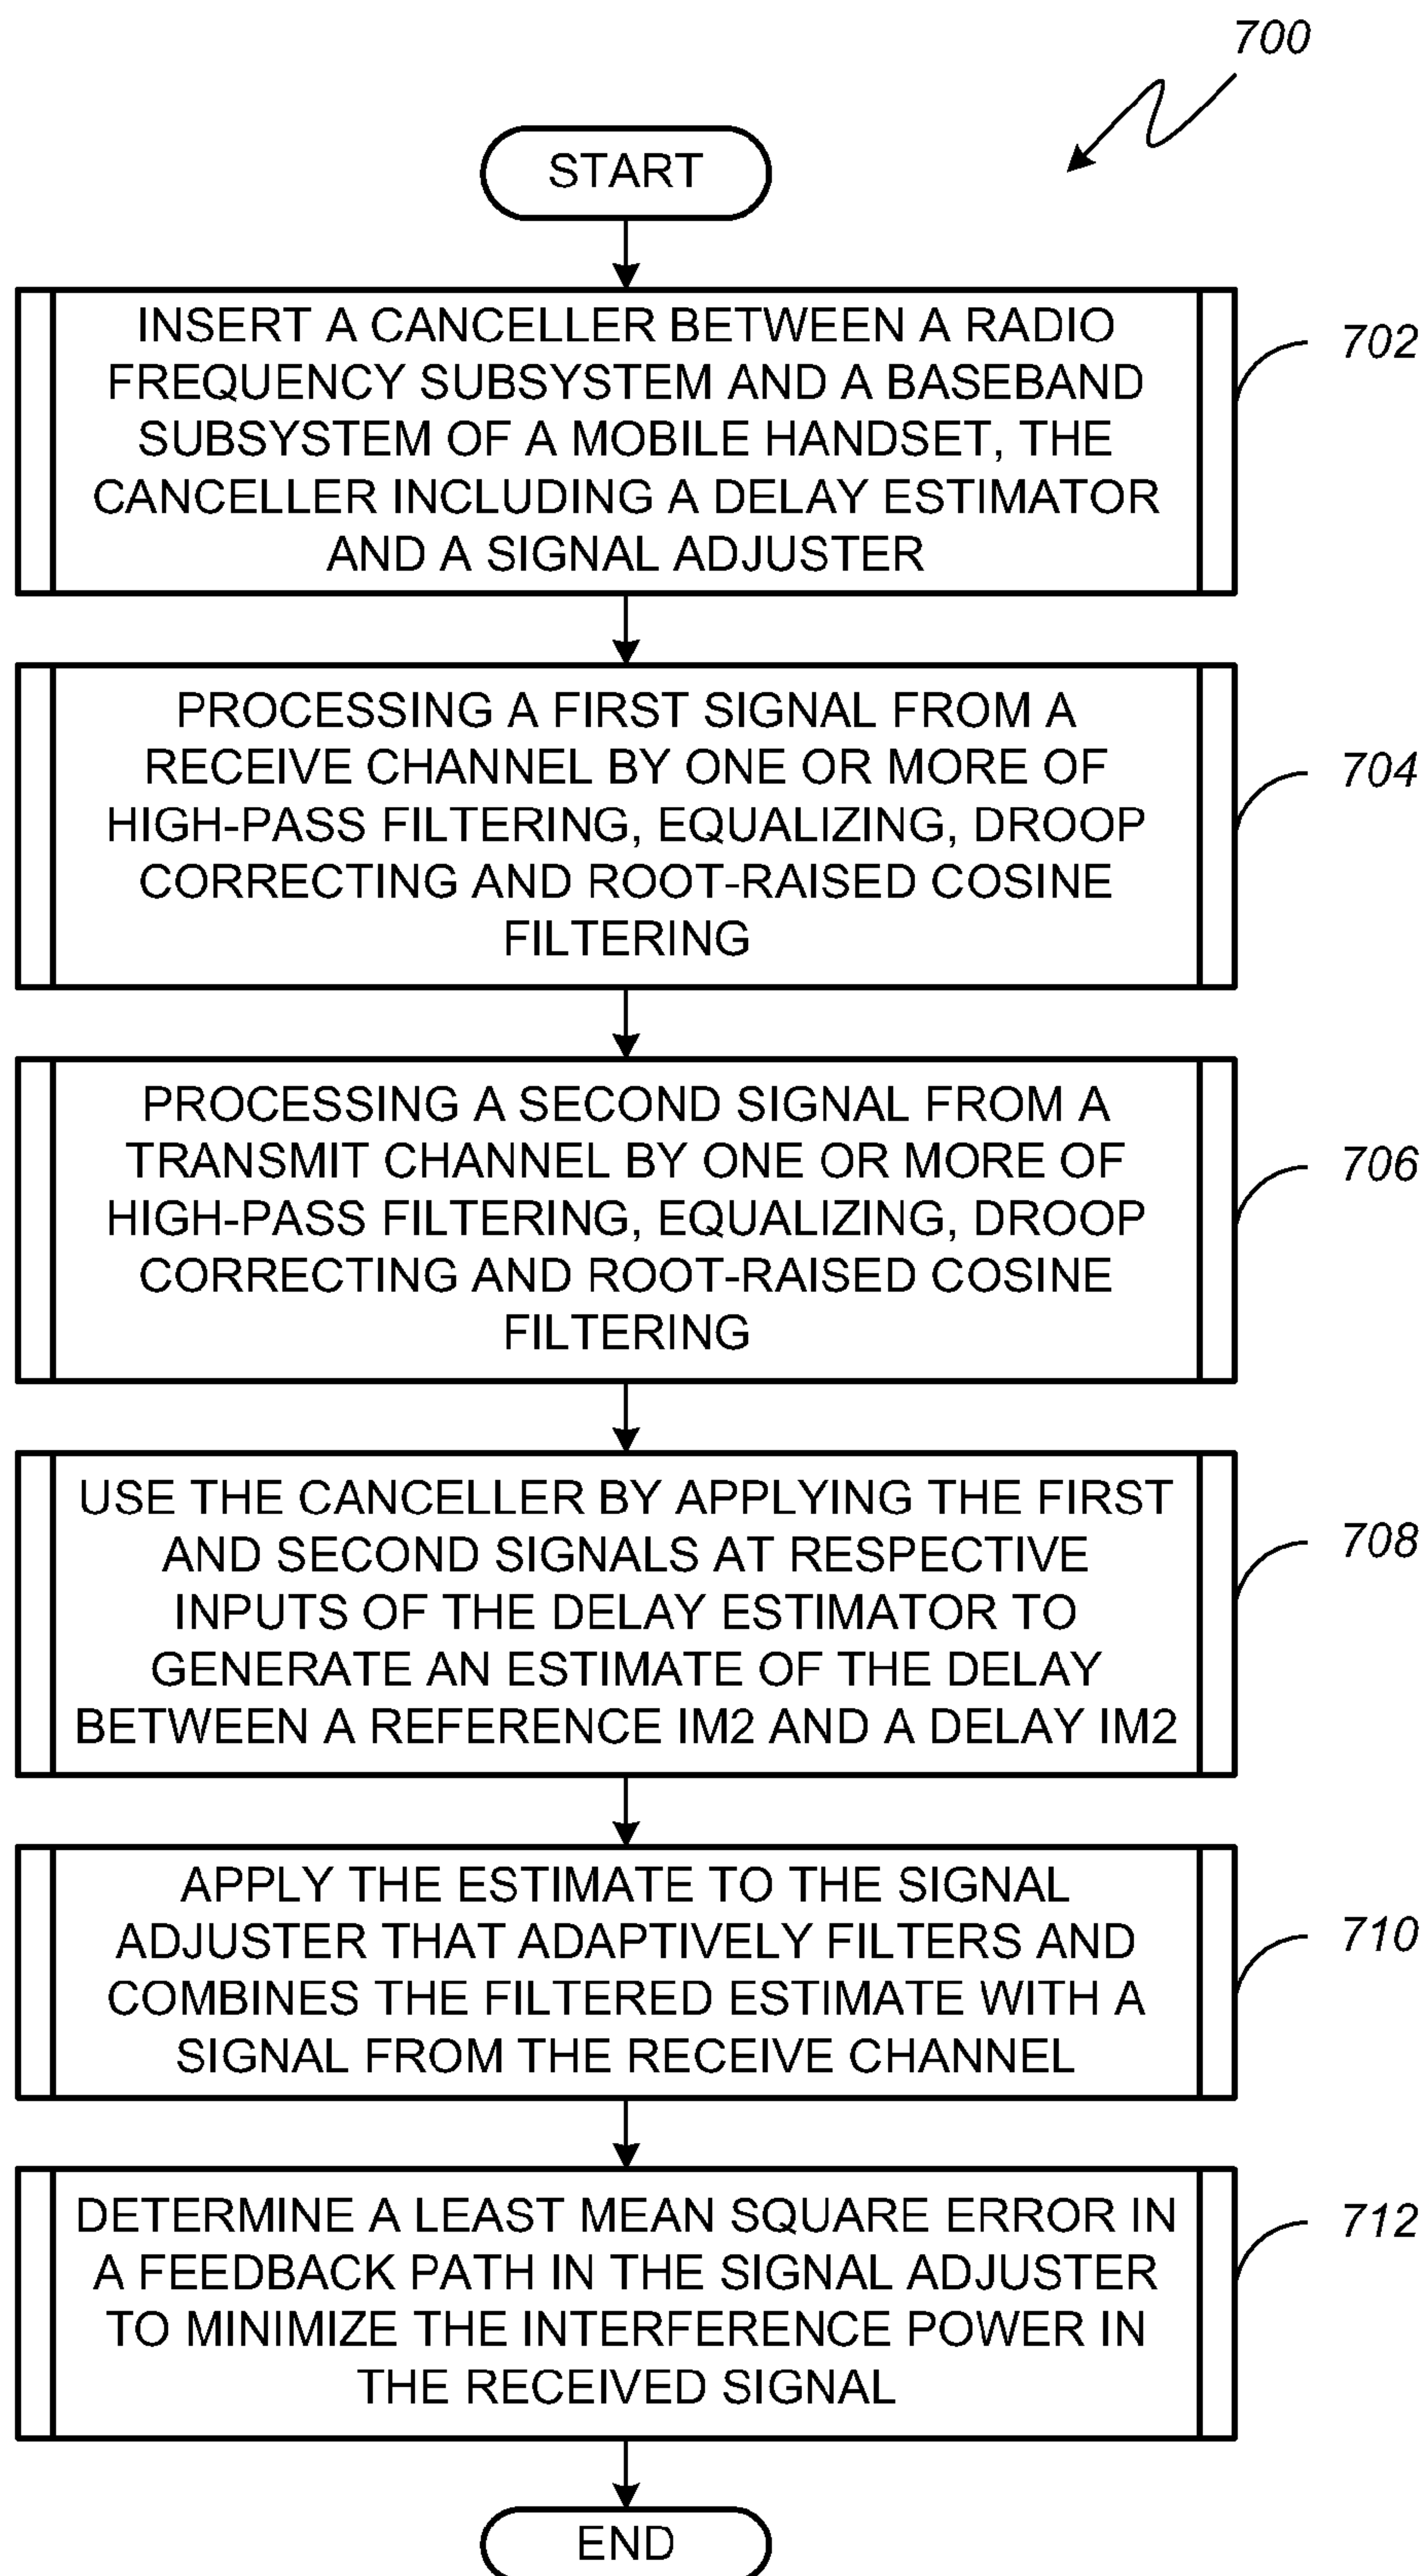 700
START
INSERT A CANCELLER BETWEEN A RADIO
FREQUENCY SUBSYSTEM AND A BASEBAND
SUBSYSTEM OF A MOBILE HANDSET, THE
CANCELLER INCLUDING A DELAY ESTIMATOR
AND A SIGNAL ADJUSTER
702
PROCESSING A FIRST SIGNAL FROM A
RECEIVE CHANNEL BY ONE OR MORE OF
HIGH-PASS FILTERING, EQUALIZING, DROOP
CORRECTING AND ROOT-RAISED COSINE
FILTERING
704
PROCESSING A SECOND SIGNAL FROM A
TRANSMIT CHANNEL BY ONE OR MORE OF
HIGH-PASS FILTERING, EQUALIZING, DROOP
CORRECTING AND ROOT-RAISED COSINE
FILTERING
706
USE THE CANCELLER BY APPLYING THE FIRST
AND SECOND SIGNALS AT RESPECTIVE
INPUTS OF THE DELAY ESTIMATOR TO
GENERATE AN ESTIMATE OF THE DELAY
BETWEEN A REFERENCE IM2 AND A DELAY IM2
708
APPLY THE ESTIMATE TO THE SIGNAL
ADJUSTER THAT ADAPTIVELY FILTERS AND
COMBINES THE FILTERED ESTIMATE WITH A
SIGNAL FROM THE RECEIVE CHANNEL
710
DETERMINE A LEAST MEAN SQUARE ERROR IN
A FEEDBACK PATH IN THE SIGNAL ADJUSTER
TO MINIMIZE THE INTERFERENCE POWER IN
THE RECEIVED SIGNAL
712
END